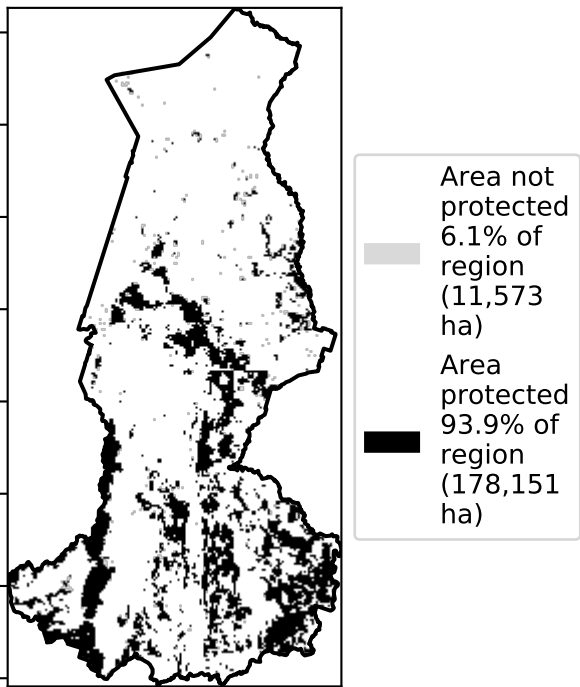 Area not
protected
6.1% of
region
(11,573
ha)
Area
protected
93.9% of
region
(178,151
ha)